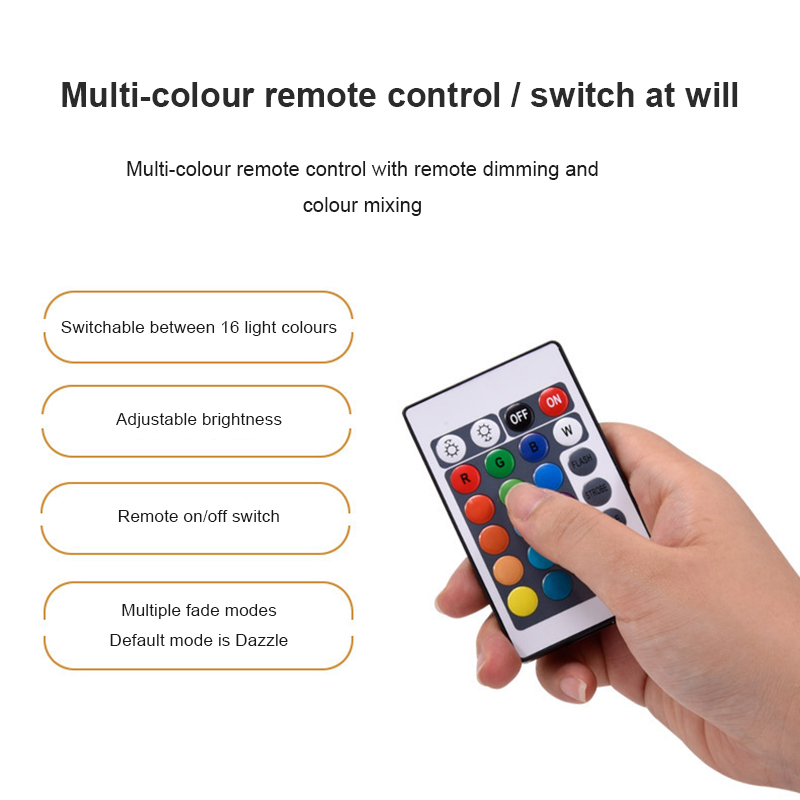 Multi-colour remote control / switch at will
Multi-colour remote control with remote dimming and
colour mixing
Switchable between 16 light colours
Adjustable brightness
Remote on/off switch
Multiple fade modes
Default mode is Dazzle
OFF
ON
R
G
B
W
FLASH
STROBE